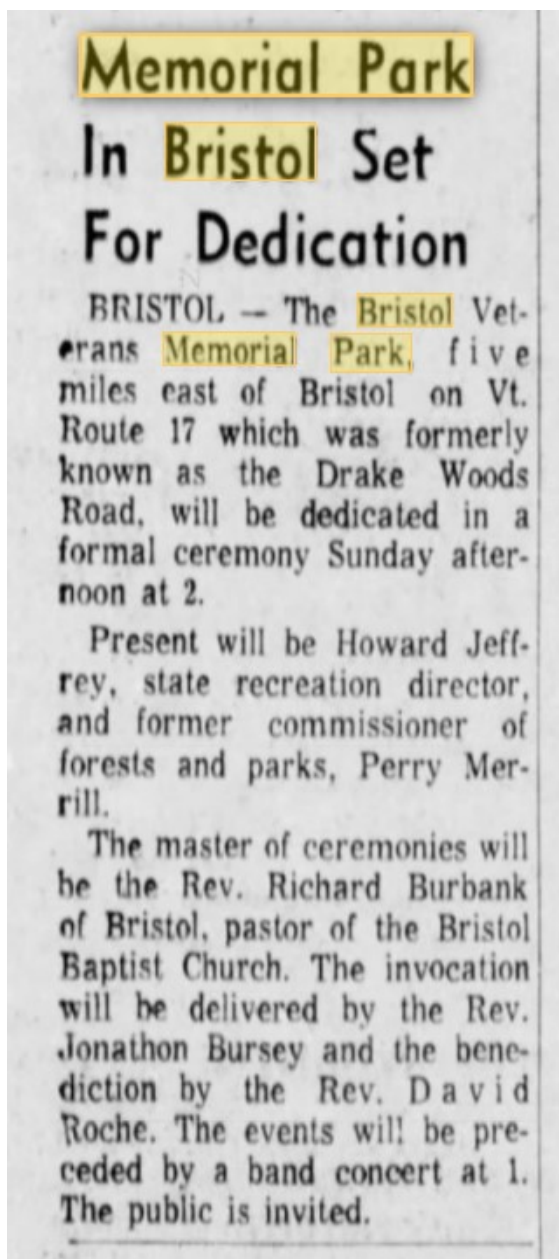 Memorial Park
In Bristol Set
For Dedication
BRISTOL — The Bristol Vet-
erans Memorial Park, five
miles east of Bristol on Vt.
Route 17 which was formerly
known as the Drake Woods
Road, will be dedicated in a
formal ceremony Sunday after-
noon at 2.
Present will be Howard Jeff-
rey, state recreation director,
and former commissioner of
forests and parks, Perry Mer-
rill.
The master of ceremonies will
be the Rev. Richard Burbank
of Bristol, pastor of the Bristol
Baptist Church. The invocation
will be delivered by the Rev.
Jonathon Bursey and the bene-
diction by the Rev. David
Roche. The events will be pre-
ceded by a band concert at 1.
The public is invited.